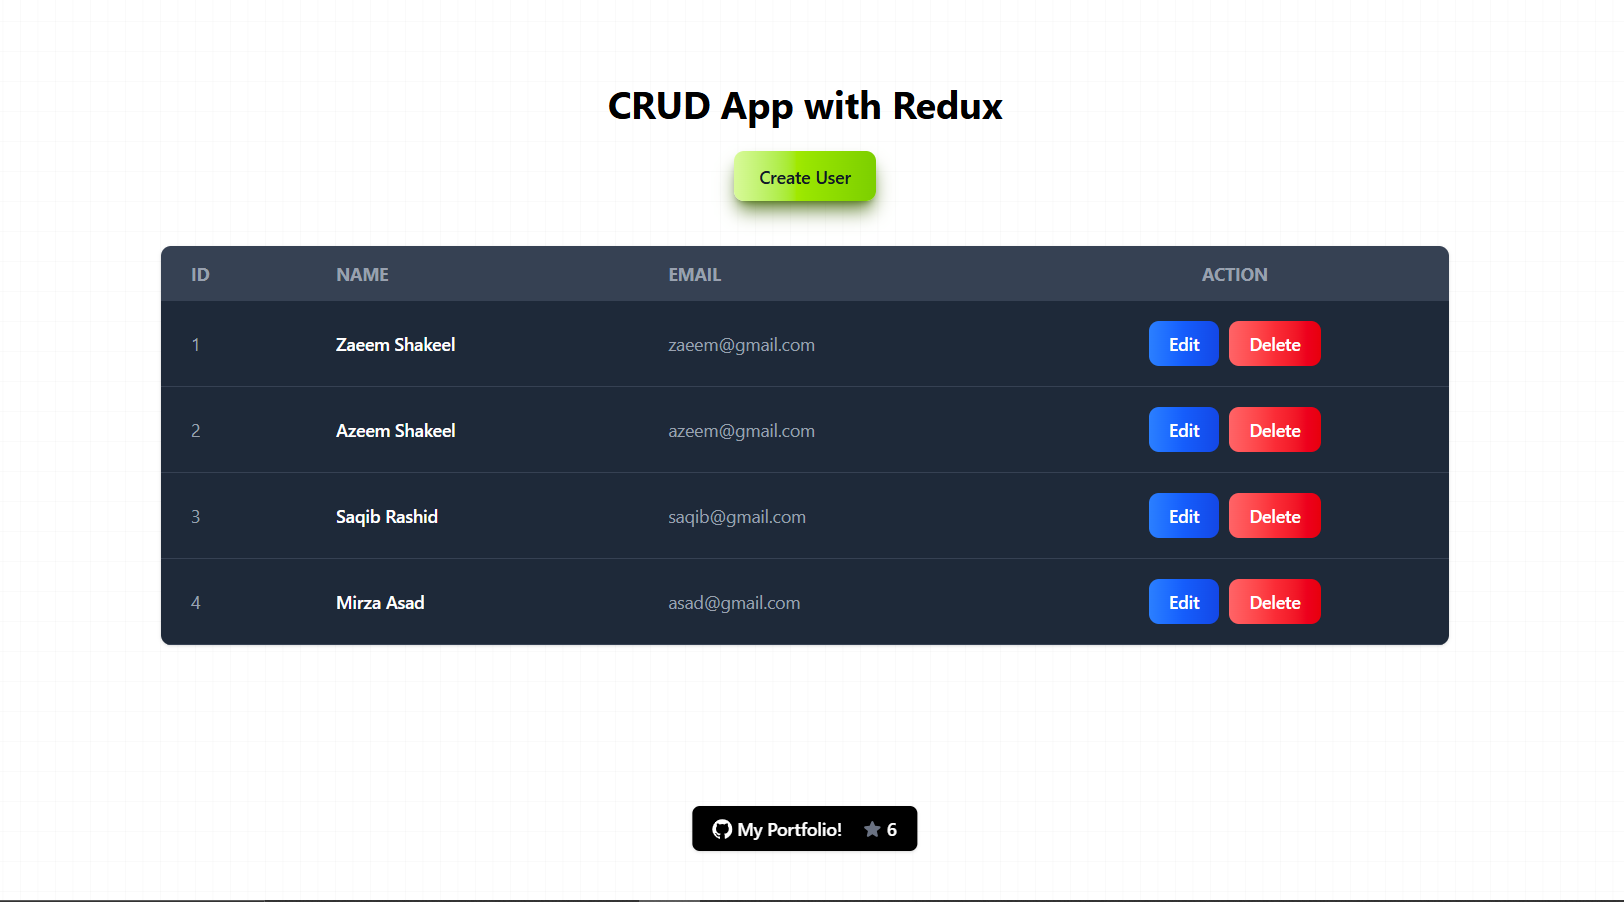 CRUD App with Redux
Create User
ID NAME EMAIL ACTION
1 Zaeem Shakeel zaeem@gmail.com Edit Delete
2 Azeem Shakeel azeem@gmail.com Edit Delete
3 Saqib Rashid saqib@gmail.com Edit Delete
4 Mirza Asad asad@gmail.com Edit Delete
My Portfolio! 6